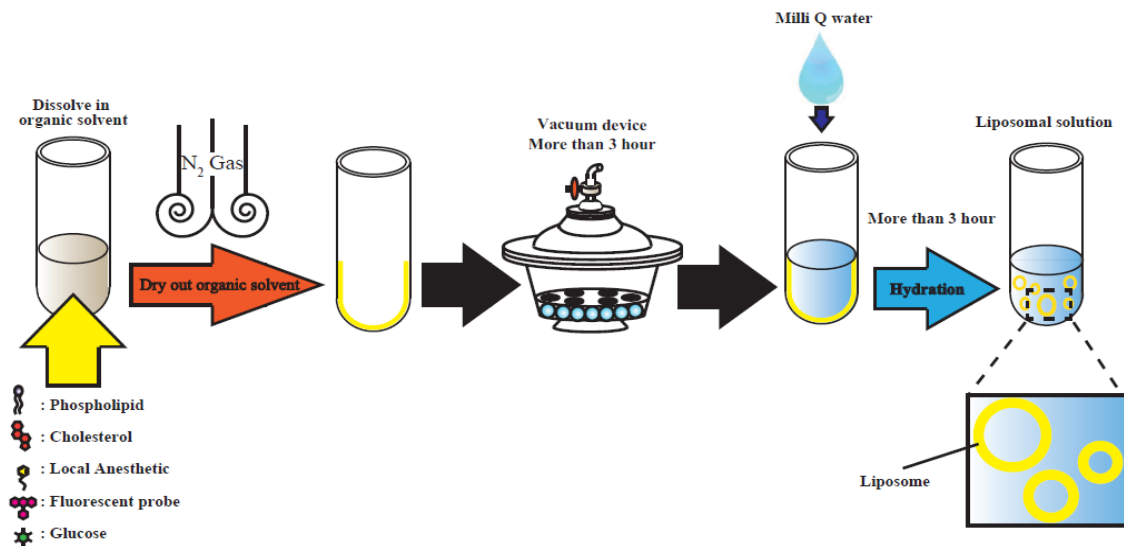 Milli Q water
Dissolve in
organic solvent
N2 Gas
Vacuum device
More than 3 hour
Liposomal solution
More than 3 hour
Dry out organic solvent
Hydration
: Phospholipid
: Cholesterol
: Local Anesthetic
: Fluorescent probe
: Glucose
Liposome